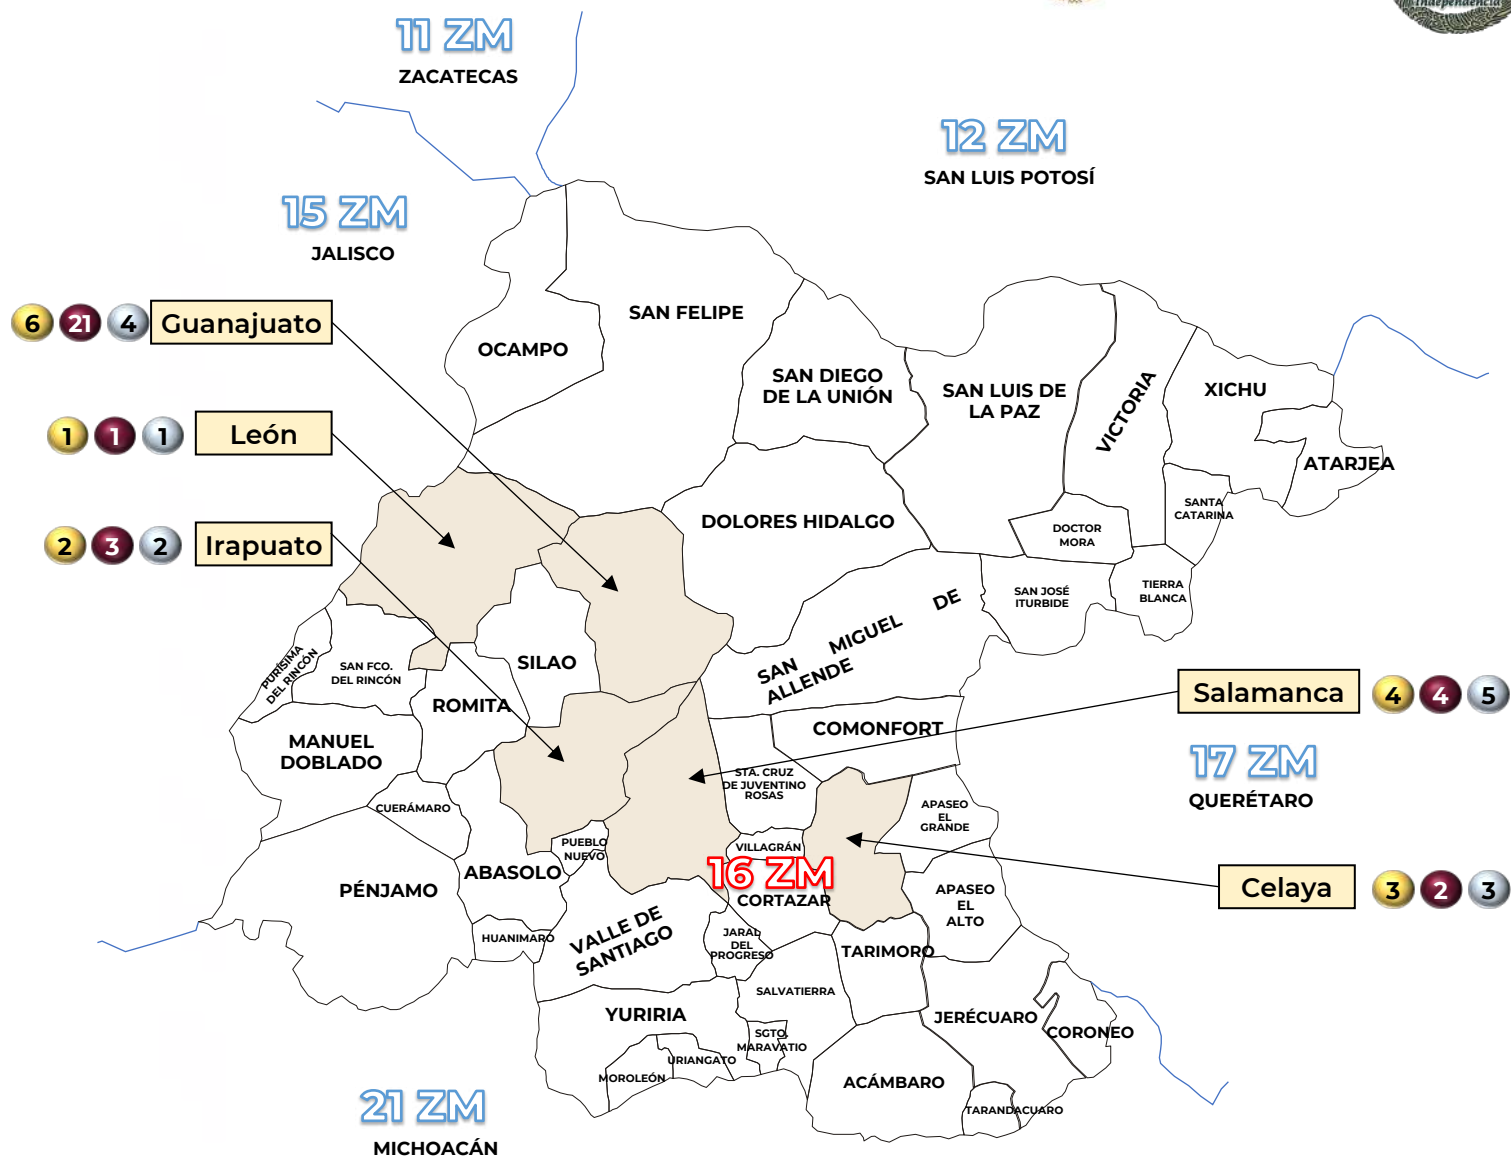 Independencia
11 ZM
ZACATECAS
12 ZM
SAN LUIS POTOSÍ
15 ZM
JALISCO
6 21 4 Guanajuato
SAN FELIPE
OCAMPO
SAN DIEGO
DE LA UNIÓN
SAN LUIS DE
LA PAZ
VICTORIA
XICHU
ATARJEA
1 1 1 León
2 3 2 Irapuato
DOLORES HIDALGO
DOCTOR
MORA
SANTA
CATARINA
SAN JOSÉ
ITURBIDE
TIERRA
BLANCA
SAN MIGUEL DE
ALLENDE
PURÍSIMA
DEL RINCÓN
SAN FCO.
DEL RINCÓN
SILAO
ROMITA
Salamanca 4 4 5
MANUEL
DOBLADO
COMONFORT
17 ZM
QUERÉTARO
STA. CRUZ
DE JUVENTINO
ROSAS
CUERÁMARO
APASEO
EL
GRANDE
PUEBLO
NUEVO
VILLAGRÁN
16 ZM
CORTAZAR
ABASOLO
PÉNJAMO
Celaya 3 2 3
APASEO
EL
ALTO
VALLE DE
SANTIAGO
HUANIMARO
JARAL
DEL
PROGRESO
TARIMORO
SALVATIERRA
YURIRIA
JERÉCUARO
CORONEO
SGTO.
MARAVATIO
URIANGATO
MOROLEÓN
ACÁMBARO
TARANDACUARO
21 ZM
MICHOACÁN